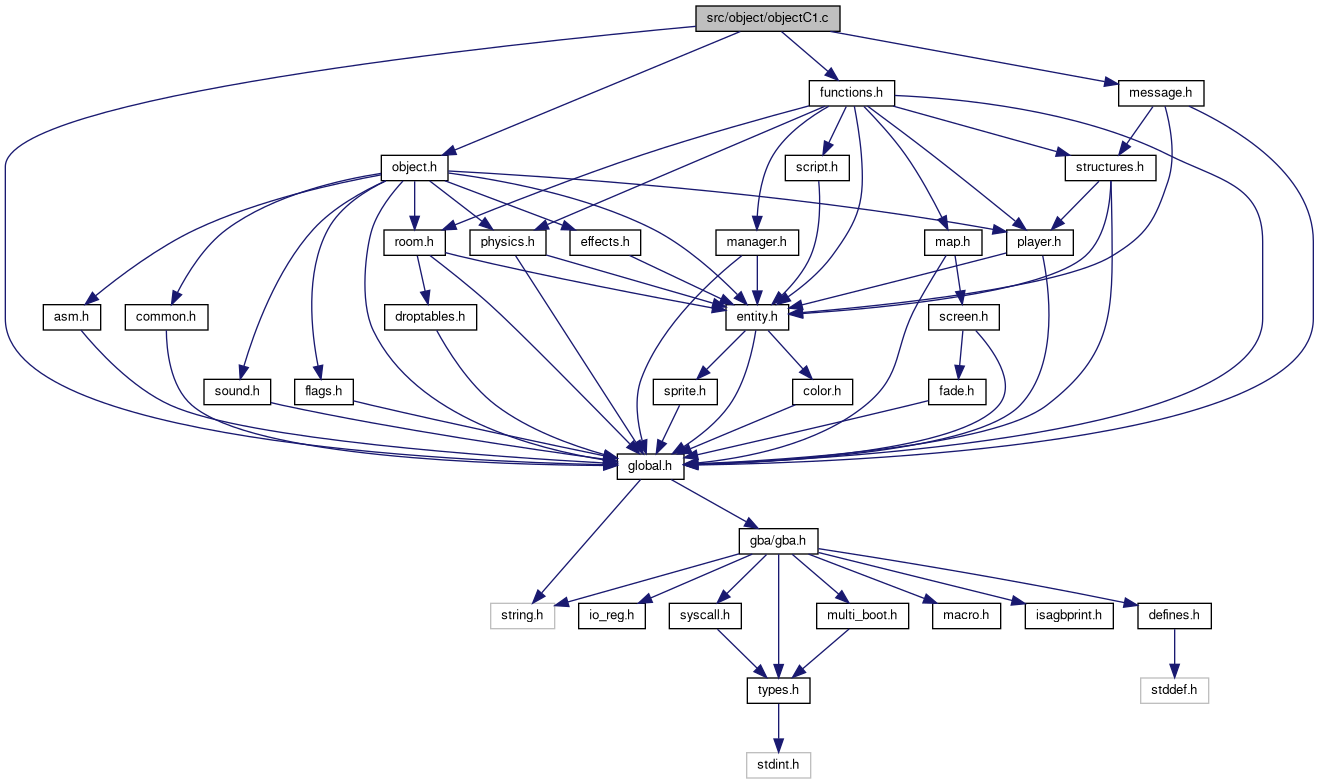 src/object/objectC1.c
functions.h
message.h
object.h
script.h
structures.h
room.h
physics.h
effects.h
manager.h
map.h
player.h
asm.h
common.h
droptables.h
entity.h
screen.h
sound.h
flags.h
sprite.h
color.h
fade.h
global.h
gba/gba.h
string.h
io_reg.h
syscall.h
multi_boot.h
macro.h
isagbprint.h
defines.h
types.h
stddef.h
stdint.h